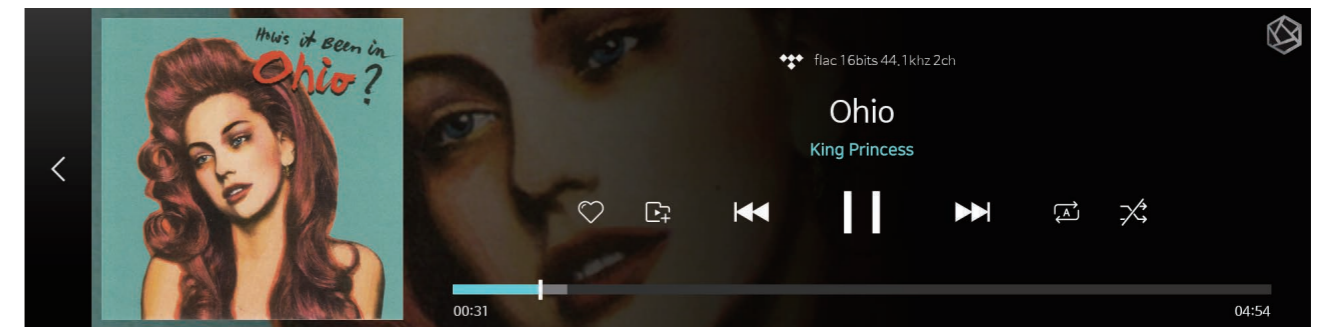 How's it Been in
Ohio?
flac 16bits 44,1khz 2ch
Ohio
King Princess
A
00:31
04:54